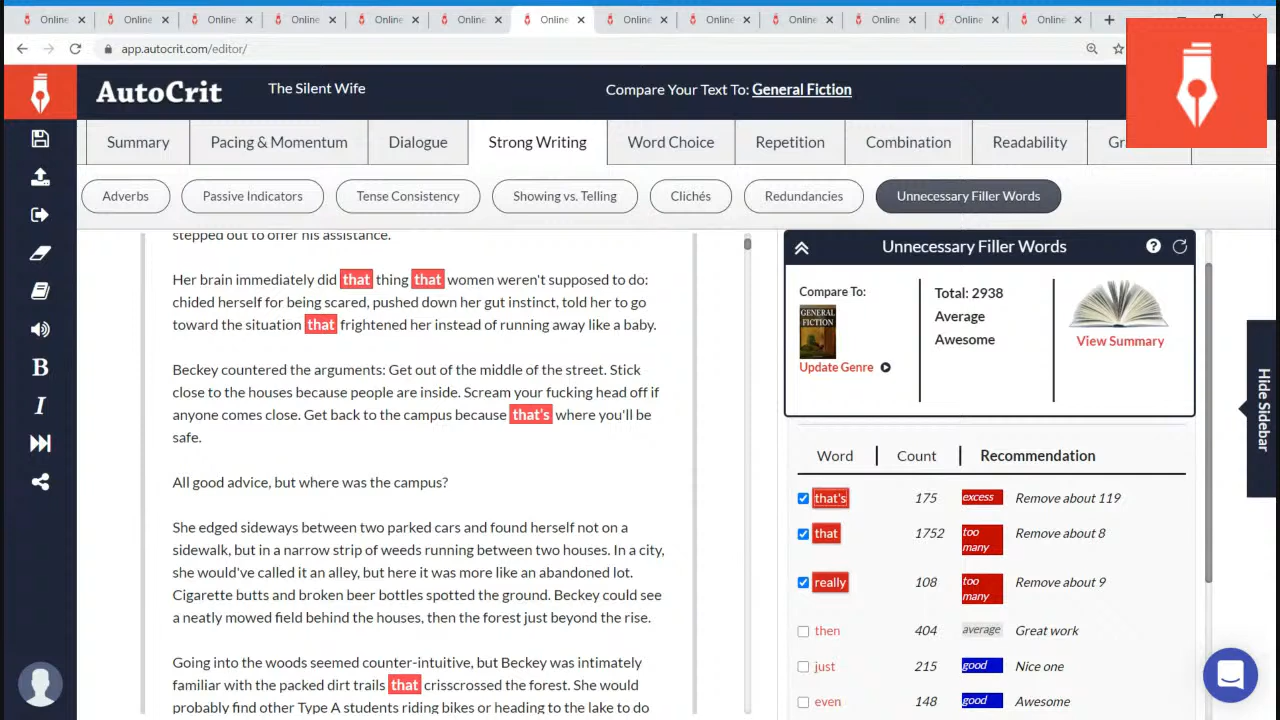 Online Online Online Online Online Online Online Online Online Online Online Online Online
app.autocrit.com/editor/
AutoCrit The Silent Wife Compare Your Text To: General Fiction
Summary Pacing & Momentum Dialogue Strong Writing Word Choice Repetition Combination Readability
Adverbs Passive Indicators Tense Consistency Showing vs. Telling Clichés Redundancies Unnecessary Filler Words
stepped out to offer his assistance.
Her brain immediately did that thing that women weren't supposed to do:
chided herself for being scared, pushed down her gut instinct, told her to go
toward the situation that frightened her instead of running away like a baby.
Beckey countered the arguments: Get out of the middle of the street. Stick
close to the houses because people are inside. Scream your fucking head off if
anyone comes close. Get back to the campus because that's where you'll be
safe.
All good advice, but where was the campus?
She edged sideways between two parked cars and found herself not on a
sidewalk, but in a narrow strip of weeds running between two houses. In a city,
she would've called it an alley, but here it was more like an abandoned lot.
Cigarette butts and broken beer bottles spotted the ground. Beckey could see
a neatly mowed field behind the houses, then the forest just beyond the rise.
Going into the woods seemed counter-intuitive, but Beckey was intimately
familiar with the packed dirt trails that crisscrossed the forest. She would
probably find other Type A students riding bikes or heading to the lake to do
Unnecessary Filler Words
Compare To:
GENERAL
FICTION
Update Genre
Total: 2938
Average
Awesome
View Summary
Word Count Recommendation
that's 175 excess Remove about 119
that 1752 too many Remove about 8
really 108 too many Remove about 9
then 404 average Great work
just 215 good Nice one
even 148 good Awesome
Hide Sidebar
B
I